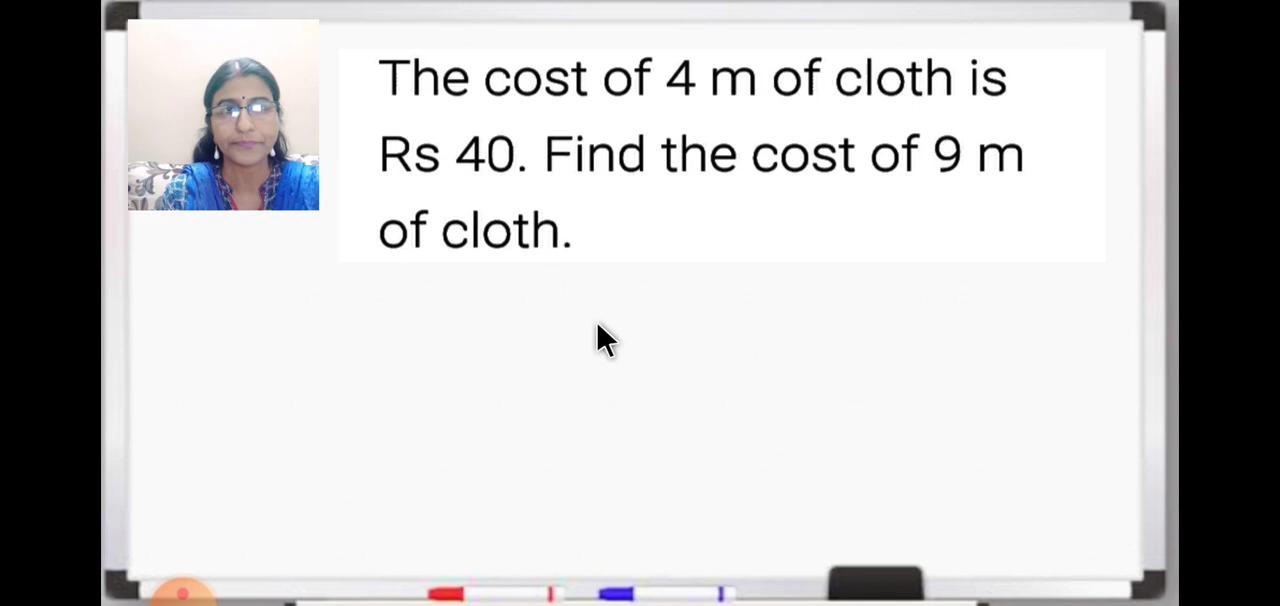 The cost of 4 m of cloth is
Rs 40. Find the cost of 9 m
of cloth.